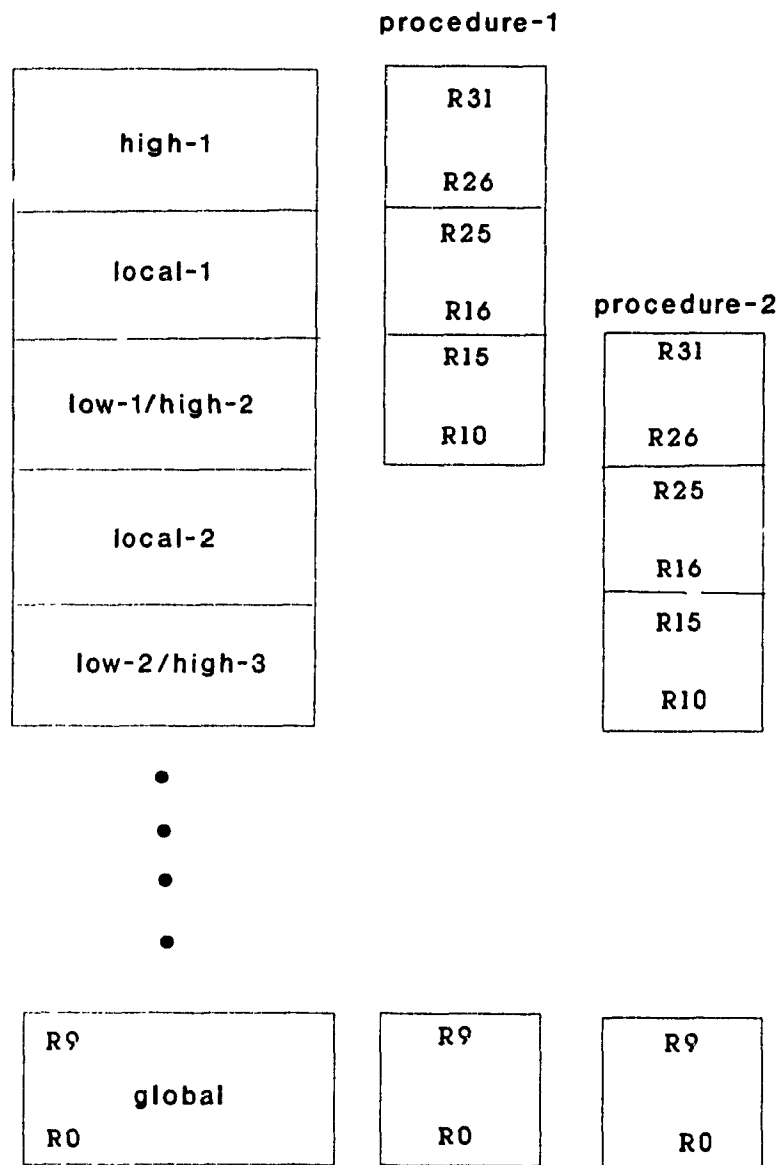 procedure-1
high-1
R31
R26
local-1
R25
R16
procedure-2
low-1/high-2
R15
R10
R31
R26
local-2
R25
R16
low-2/high-3
R15
R10
R9
global
R0
R9
R0
R9
R0